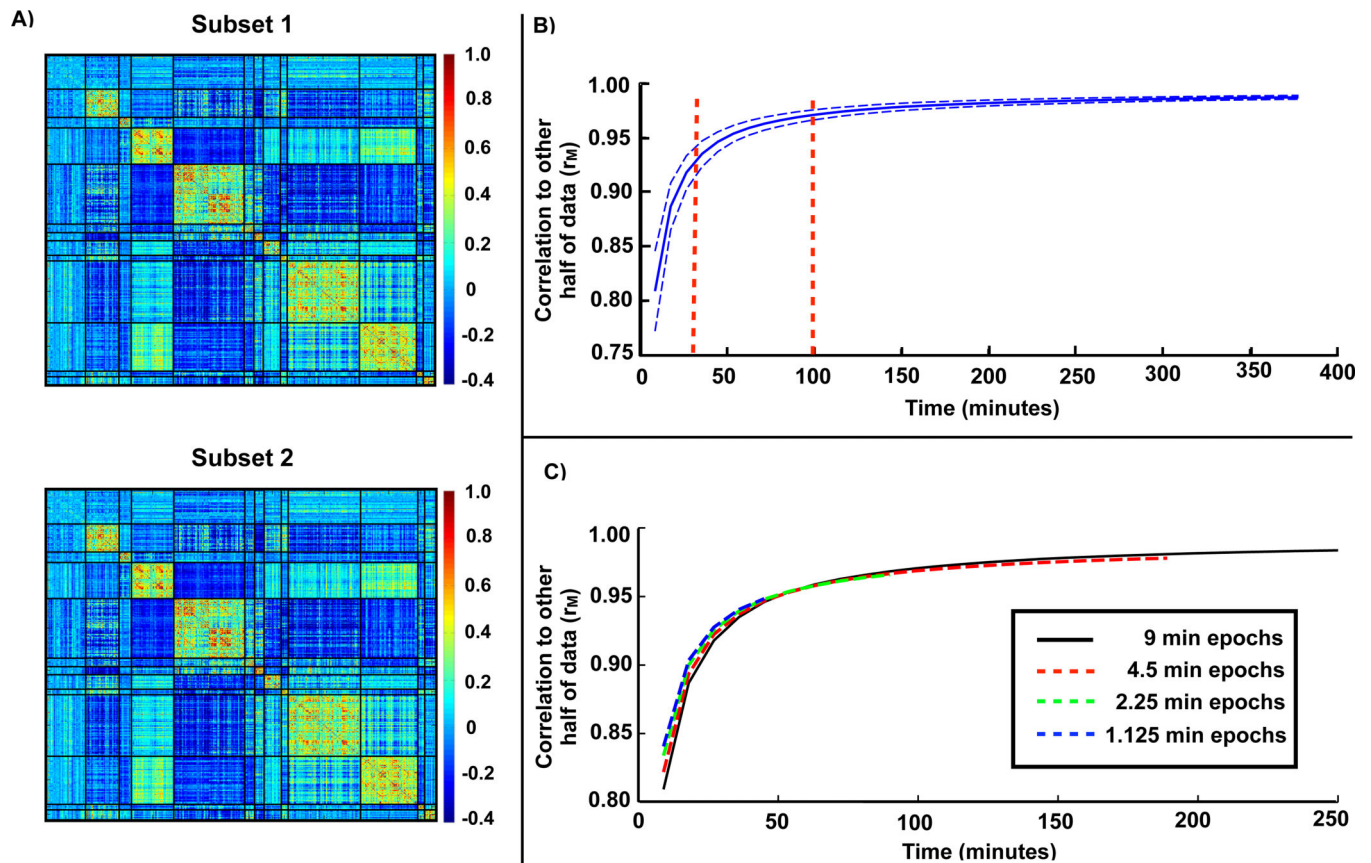 A)
Subset 1
1.0
0.8
0.6
0.4
0.2
0
-0.2
-0.4
Subset 2
1.0
0.8
0.6
0.4
0.2
0
-0.2
-0.4
B)
Correlation to other
half of data (rM)
1.00
0.95
0.90
0.85
0.80
0.75
0 50 100 150 200 250 300 350 400
Time (minutes)
C)
Correlation to other
half of data (rM)
1.00
0.95
0.90
0.85
0.80
0 50 100 150 200 250
Time (minutes)
9 min epochs
4.5 min epochs
2.25 min epochs
1.125 min epochs